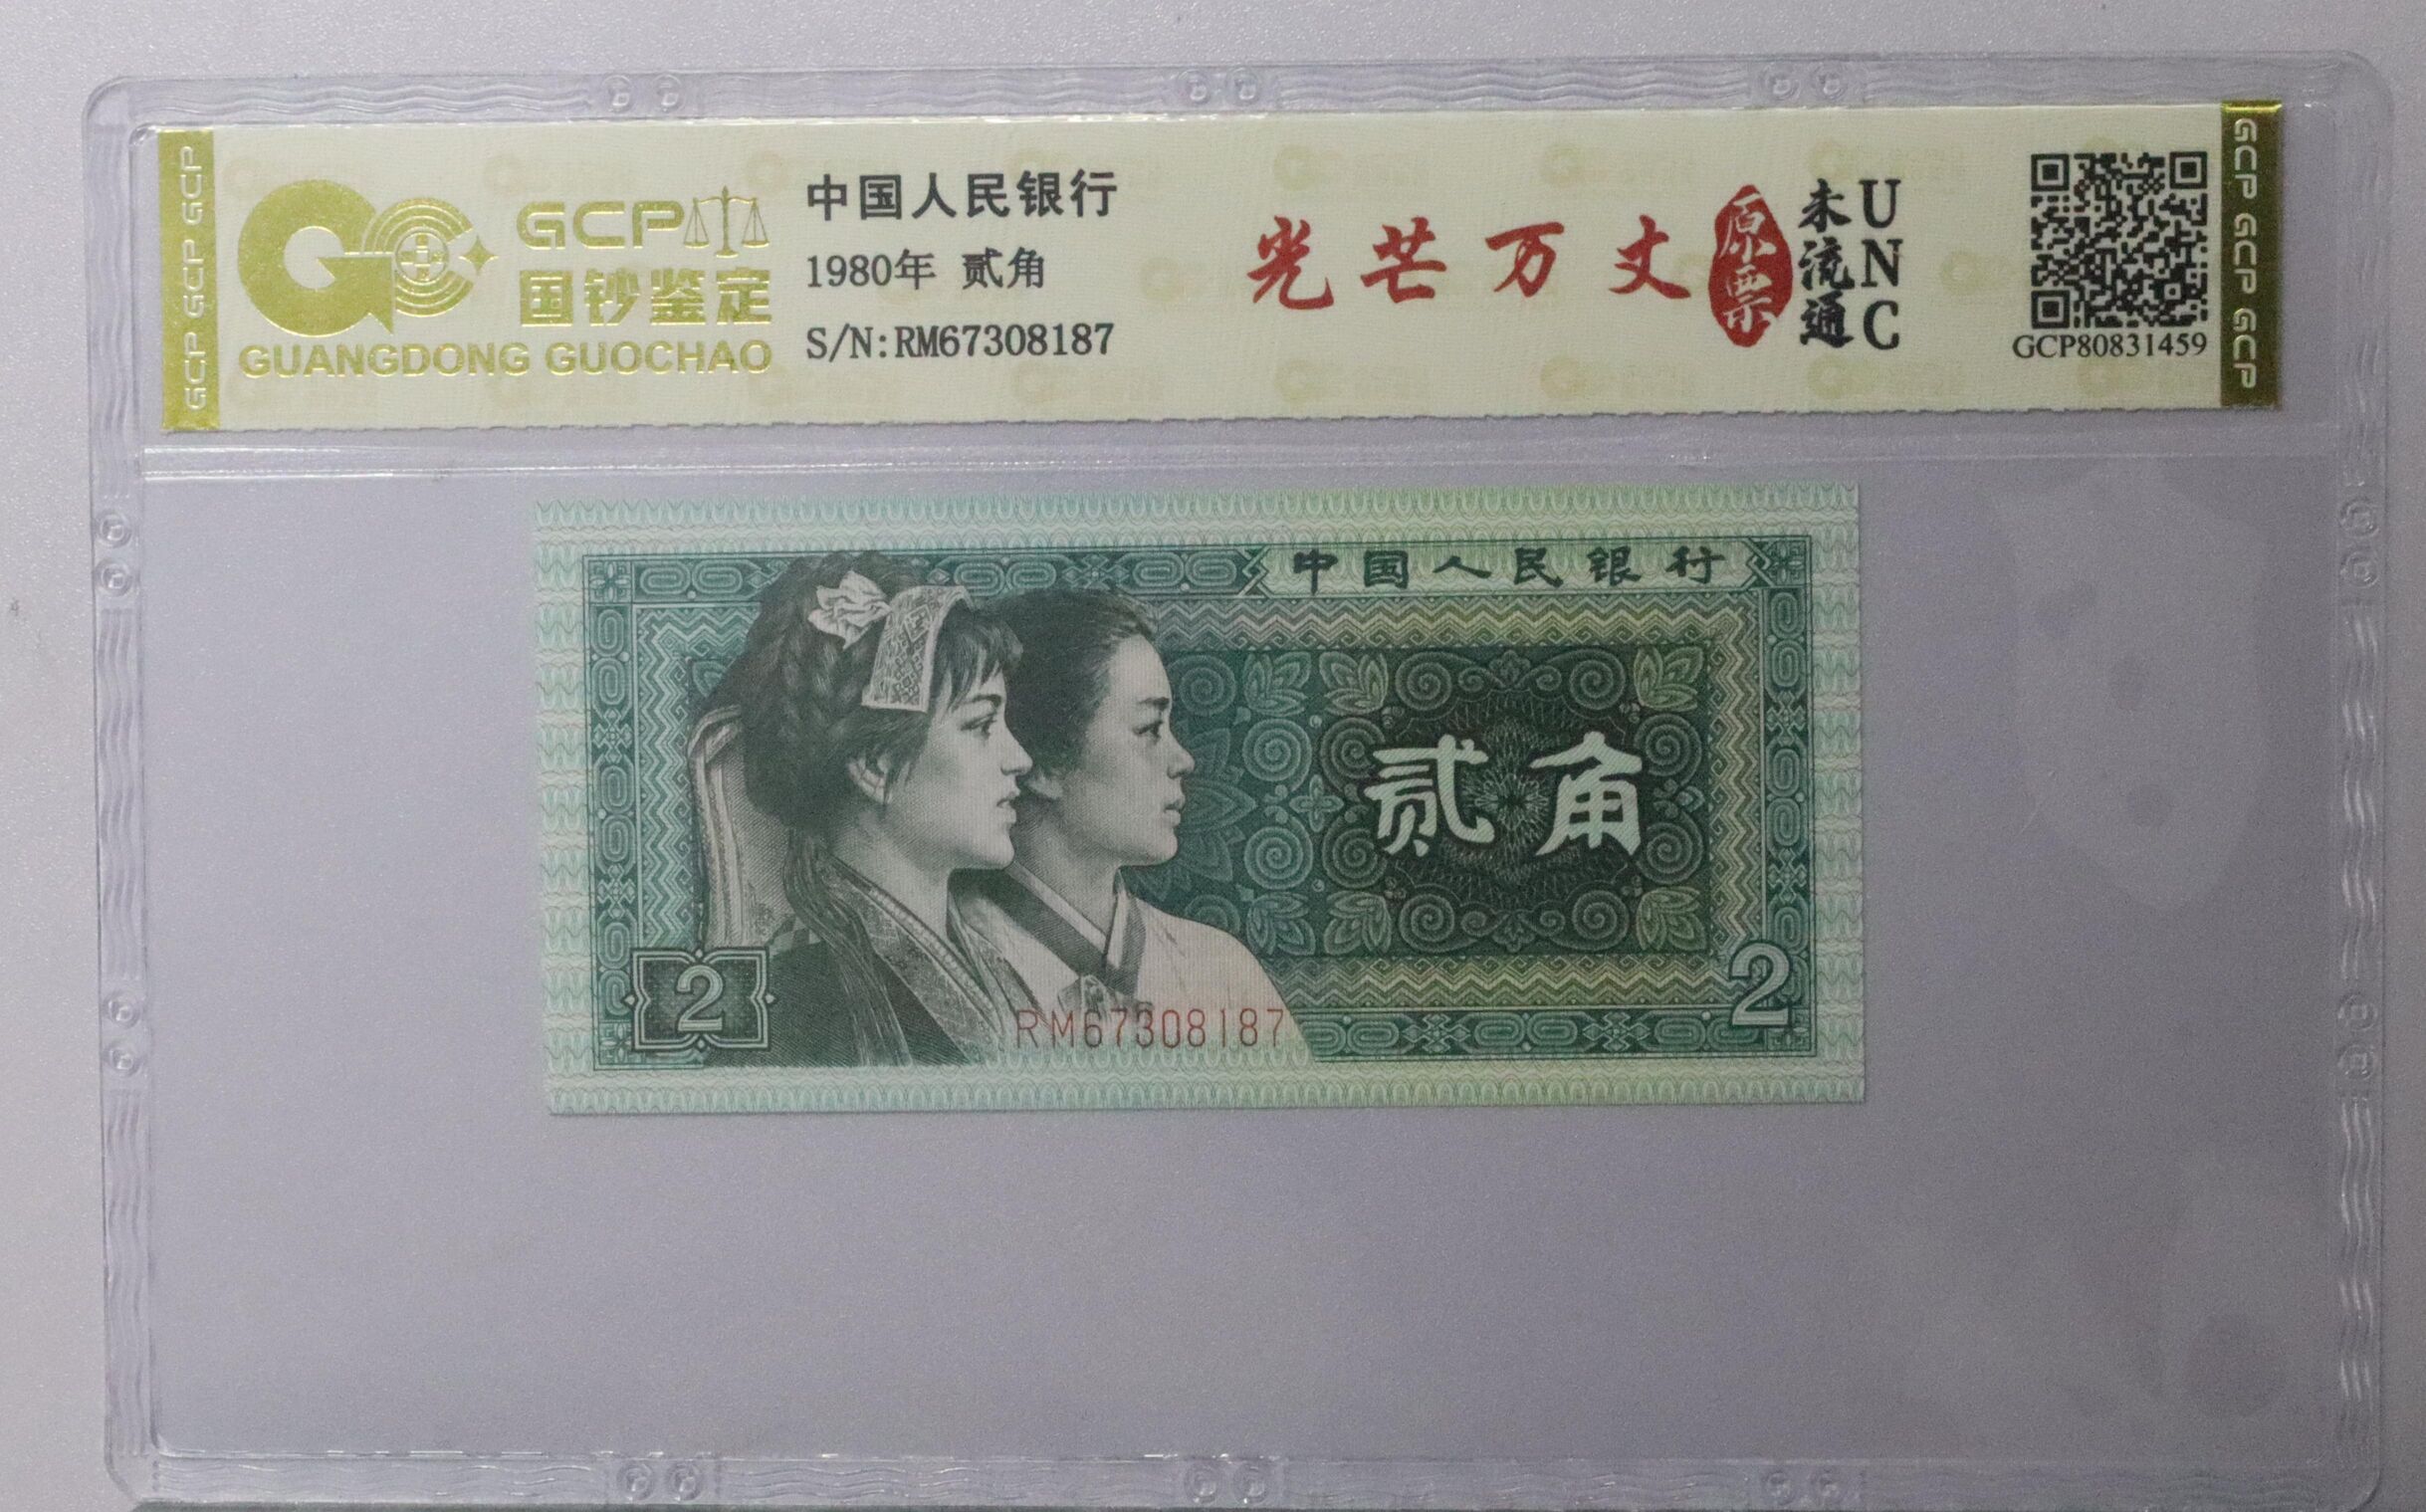 GCP GCP GCP
GCP
国钞鉴定
GUANGDONG GUOCHAO
中国人民银行
1980年 贰角
S/N:RM67308187
光芒万丈
原票
未流通
UNC
GCP80831459
GCP GCP GCP
中国人民银行
贰角
2
2
RM67308187